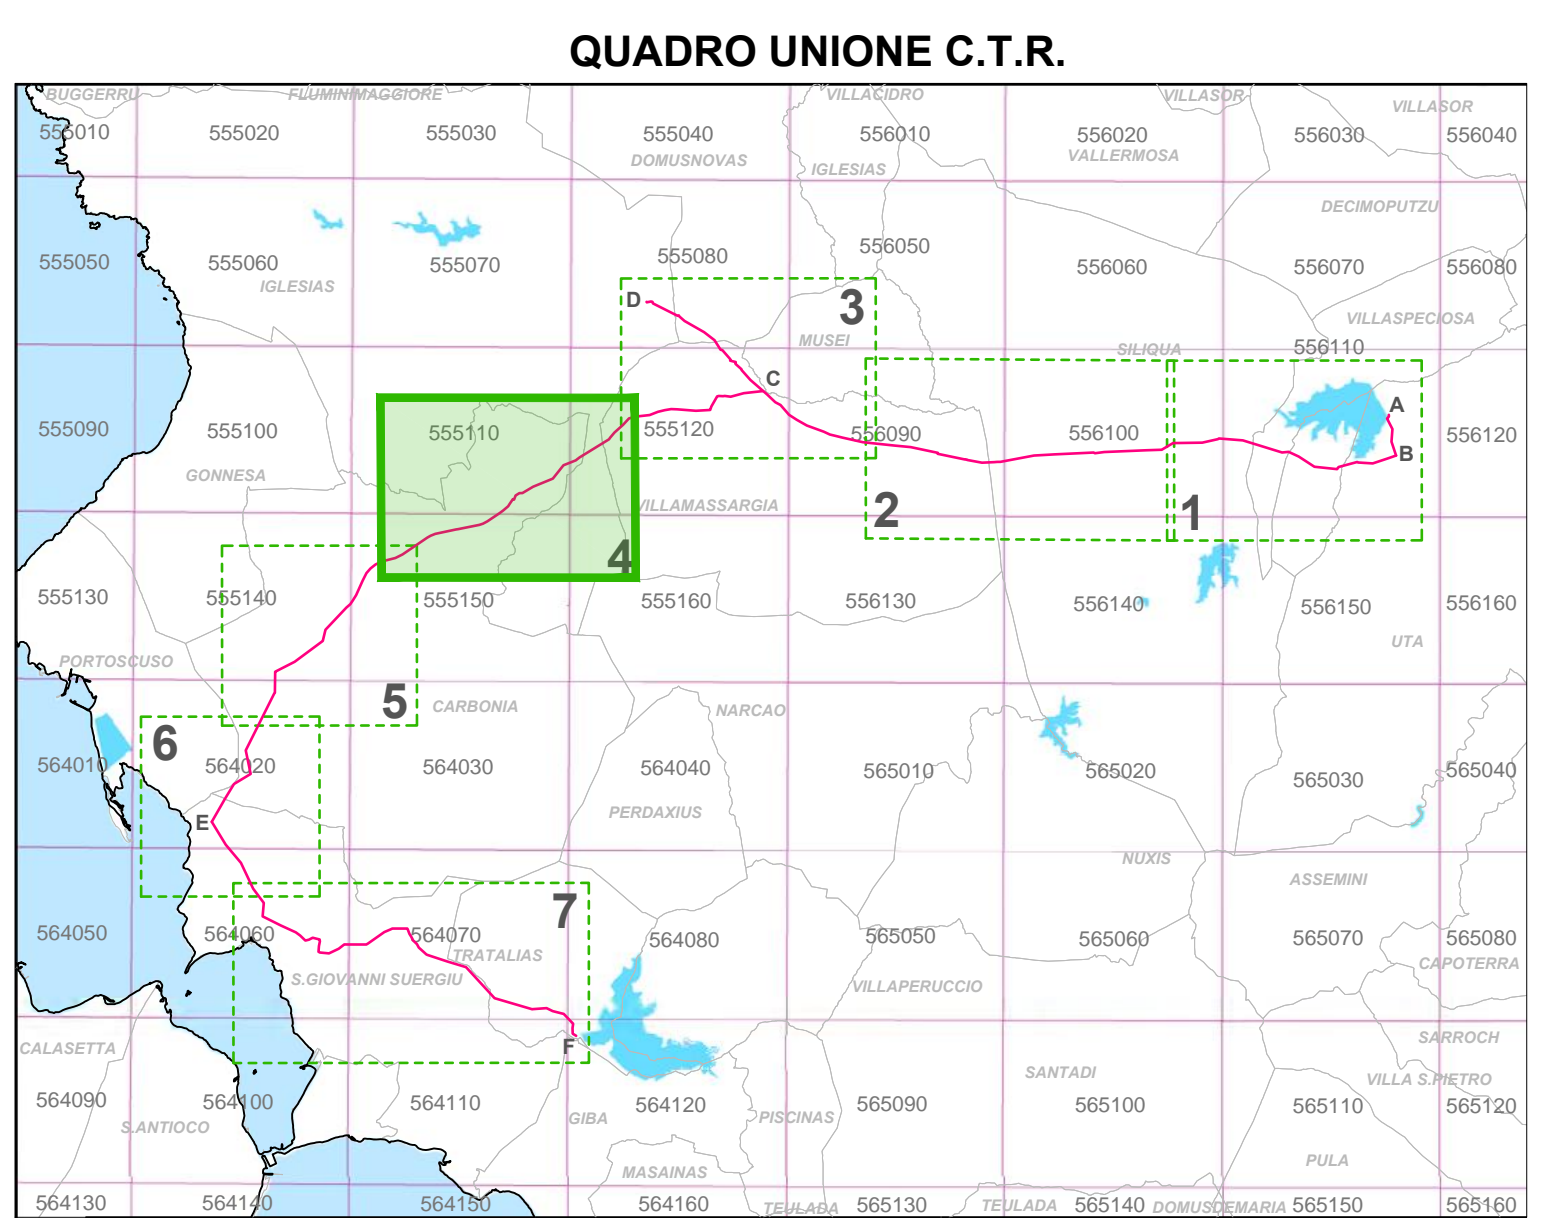 QUADRO UNIONE C.T.R.
BUGGERRU FLUMINIMAGGIORE VILLACIDRO VILLASOR VILLASOR
555010 555020 555030 555040 556010 556020 556030 556040
DOMUSNOVAS IGLESIAS VALLERMOSA
DECIMOPUTZU
555050 555060 555070 555080 556050 556060 556070 556080
IGLESIAS
D 3
MUSEI VILLASPECIOSA
SILIQUA 556110
C A
555090 555100 555110 555120 556090 556100 556120
B
GONNESA VILLAMASSARGIA
2 1
4
555130 555140 555150 555160 556130 556140 556150 556160
UTA
PORTOSCUSO
5 CARBONIA NARCAO
6
564010 564020 564030 564040 565010 565020 565030 565040
E PERDAXIUS
NUXIS
ASSEMINI
7
564050 564060 564070 564080 565050 565060 565070 565080
TRATALIAS CAPOTERRA
S.GIOVANNI SUERGIU VILLAPERUCCIO
CALASETTA F SARROCH
SANTADI VILLA S.PIETRO
564090 564100 564110 564120 565090 565100 565110 565120
S.ANTIOCO GIBA PISCINAS
MASAINAS PULA
564130 564140 564150 564160 TEULADA 565130 TEULADA 565140 DOMUSDEMARIA 565150 565160